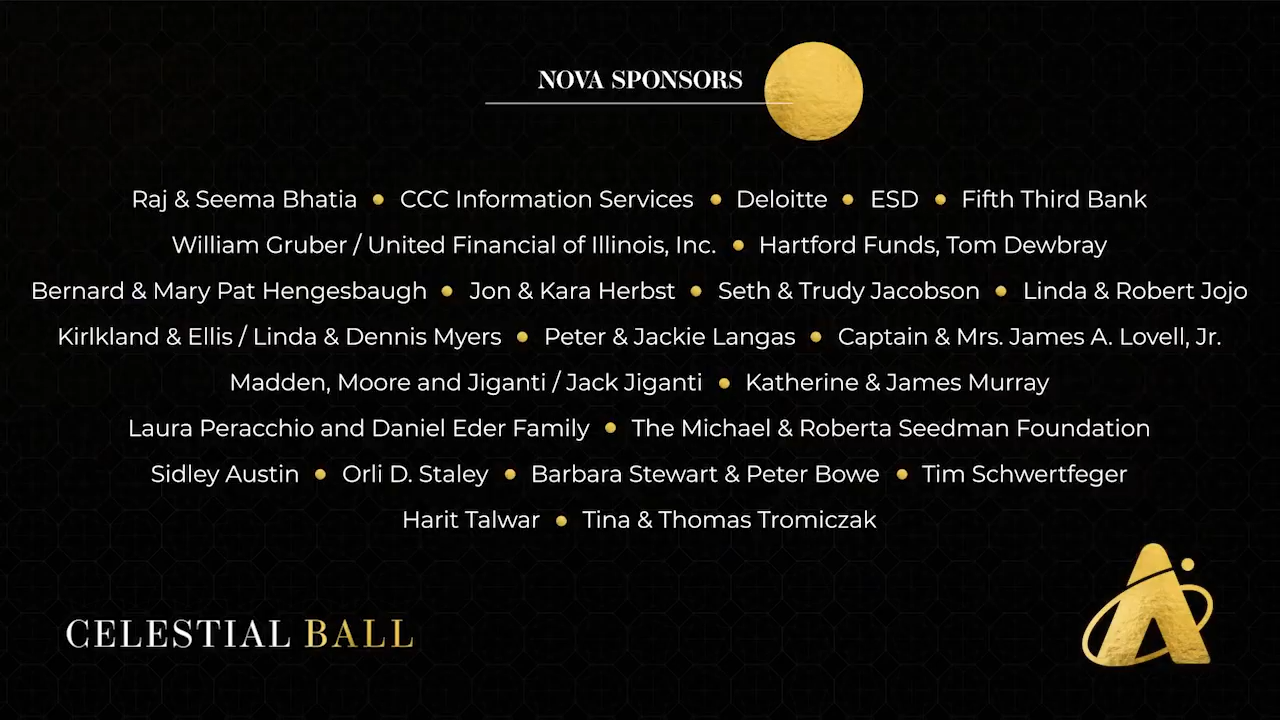 NOVA SPONSORS
Raj & Seema Bhatia • CCC Information Services • Deloitte • ESD • Fifth Third Bank
William Gruber / United Financial of Illinois, Inc. • Hartford Funds, Tom Dewbray
Bernard & Mary Pat Hengesbaugh • Jon & Kara Herbst • Seth & Trudy Jacobson • Linda & Robert Jojo
Kirlkland & Ellis / Linda & Dennis Myers • Peter & Jackie Langas • Captain & Mrs. James A. Lovell, Jr.
Madden, Moore and Jiganti / Jack Jiganti • Katherine & James Murray
Laura Peracchio and Daniel Eder Family • The Michael & Roberta Seedman Foundation
Sidley Austin • Orli D. Staley • Barbara Stewart & Peter Bowe • Tim Schwertfeger
Harit Talwar • Tina & Thomas Tromiczak
CELESTIAL BALL